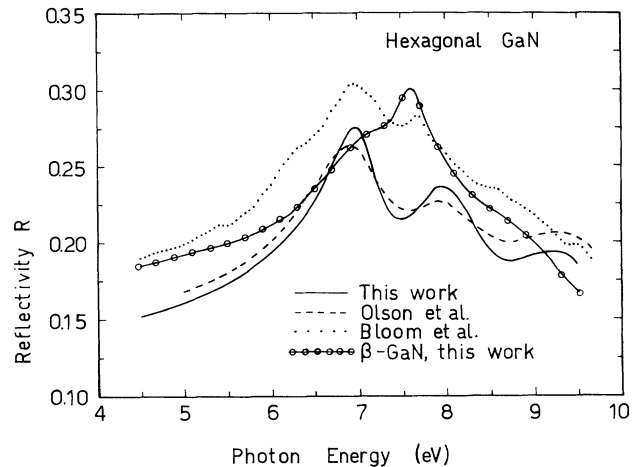 0.35
Hexagonal GaN
0.30
0.25
0.20
0.15
0.10
Reflectivity R
This work
Olson et al.
Bloom et al.
β-GaN, this work
4 5 6 7 8 9 10
Photon Energy (eV)